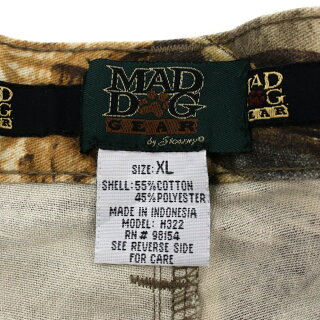 MAD
DOG
GEAR
by Stearns©
SIZE: XL
SHELL: 55% COTTON
45% POLYESTER
MADE IN INDONESIA
MODEL: H322
RN# 98154
SEE REVERSE SIDE
FOR CARE
MAD
DOG
GEAR